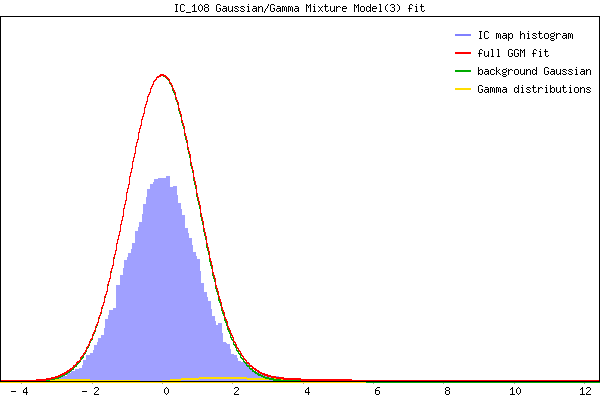 IC_108 Gaussian/Gamma Mixture Model(3) fit
IC map histogram
full GGM fit
background Gaussian
Gamma distributions
-4 -2 0 2 4 6 8 10 12